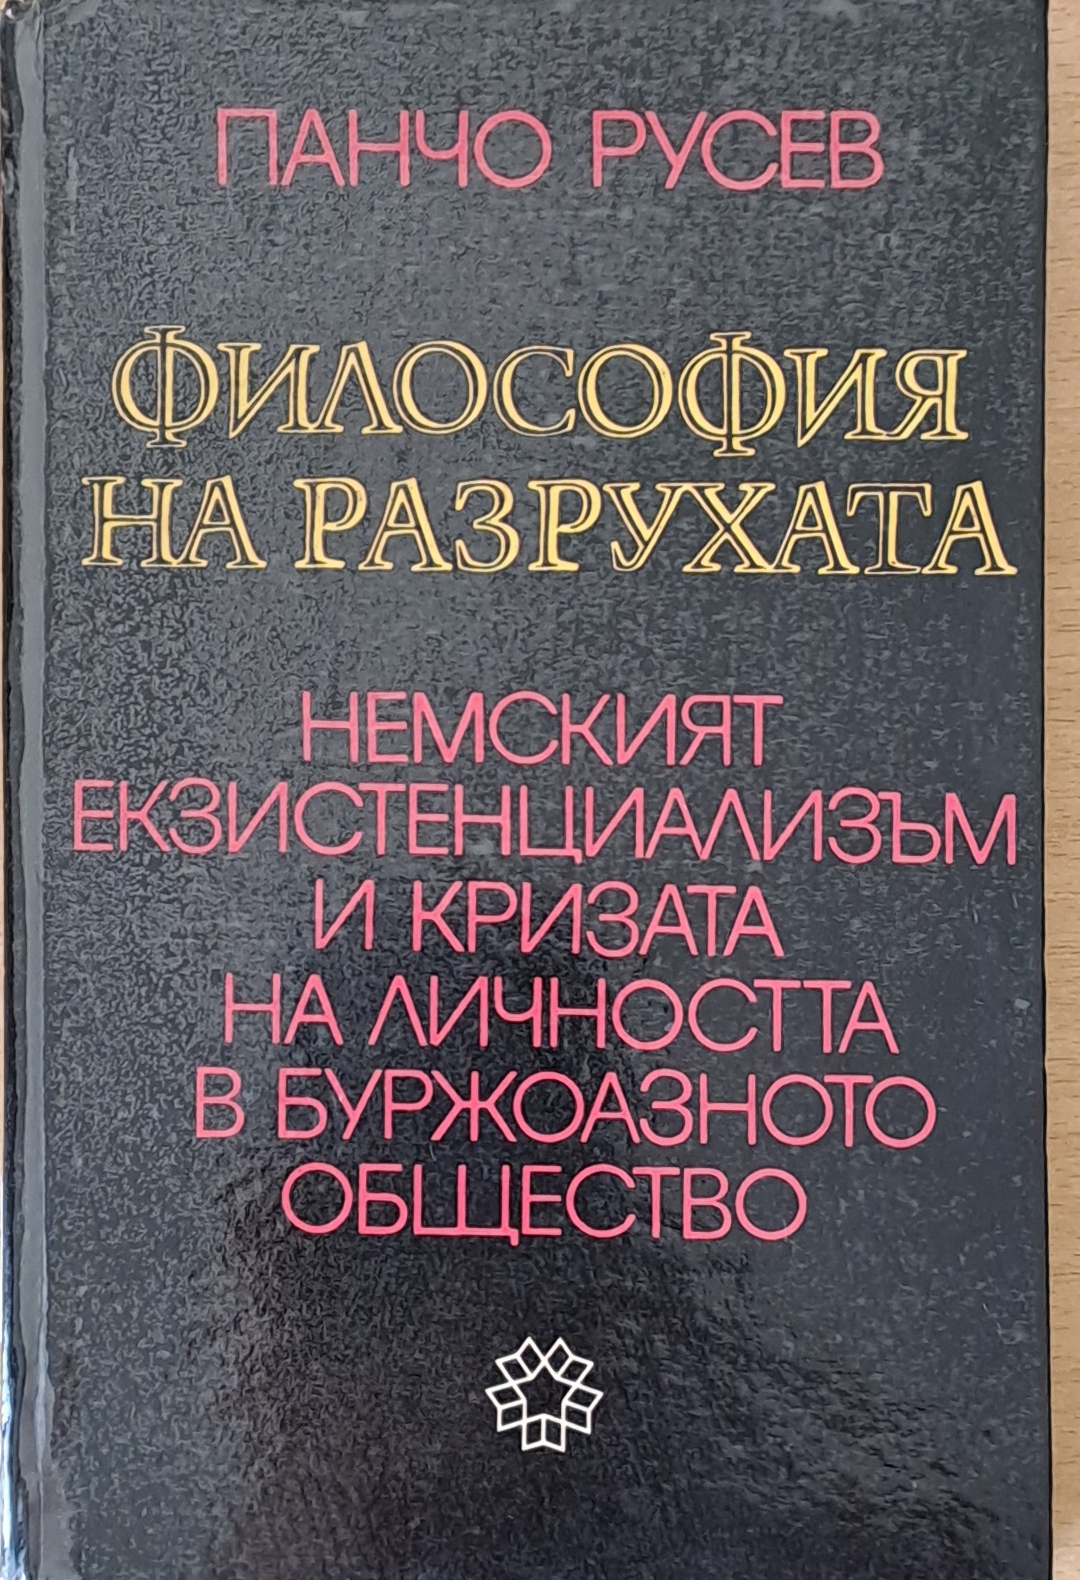 ПАНЧО РУСЕВ
ФИЛОСОФИЯ
НА РАЗРУХАТА
НЕМСКИЯТ
ЕКЗИСТЕНЦИАЛИЗЪМ
И КРИЗАТА
НА ЛИЧНОСТТА
В БУРЖОАЗНОТО
ОБЩЕСТВО